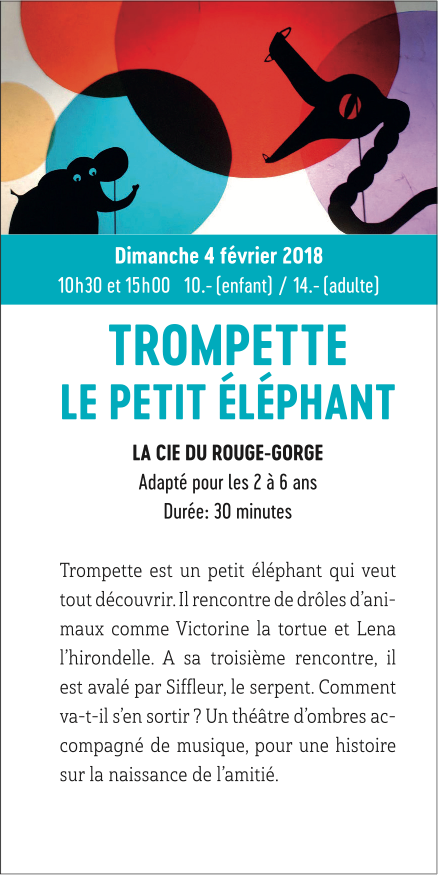 Dimanche 4 février 2018
10h30 et 15h00 10.- (enfant) / 14.- (adulte)
TROMPETTE
LE PETIT ÉLÉPHANT
LA CIE DU ROUGE-GORGE
Adapté pour les 2 à 6 ans
Durée: 30 minutes
Trompette est un petit éléphant qui veut
tout découvrir. Il rencontre de drôles d’ani-
maux comme Victorine la tortue et Lena
l’hirondelle. A sa troisième rencontre, il
est avalé par Siffleur, le serpent. Comment
va-t-il s’en sortir ? Un théâtre d’ombres ac-
compagné de musique, pour une histoire
sur la naissance de l’amitié.